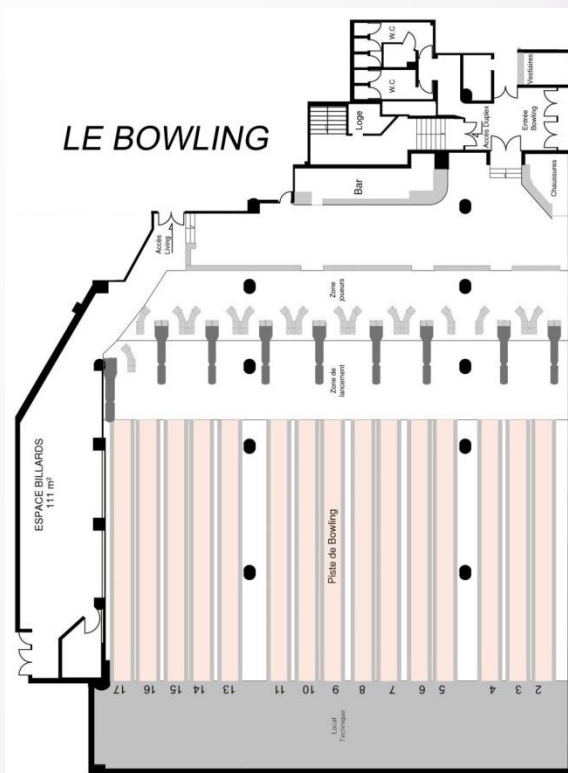 LE BOWLING
W.C
W.C
Loge
Vestiaires
Accès Duplex
Entrée
Bowling
Bar
Chaussures
Accès
Living
Zone
joueurs
Zone de
lancement
ESPACE BILLARDS
111 m²
Piste de Bowling
17 16 15 14 13 11 10 9 8 7 6 5 4 3 2
Local
Technique